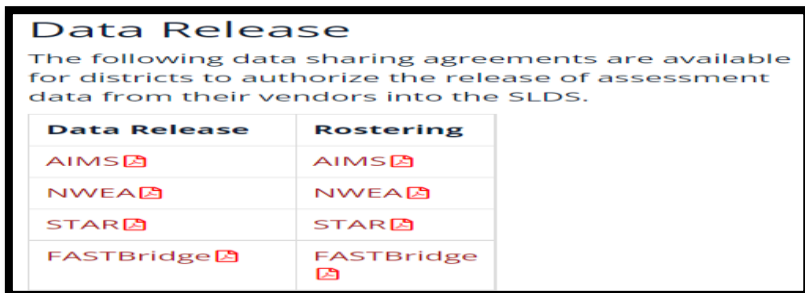 Data Release
The following data sharing agreements are available
for districts to authorize the release of assessment
data from their vendors into the SLDS.
Data Release Rostering
AIMS AIMS
NWEA NWEA
STAR STAR
FASTBridge FASTBridge